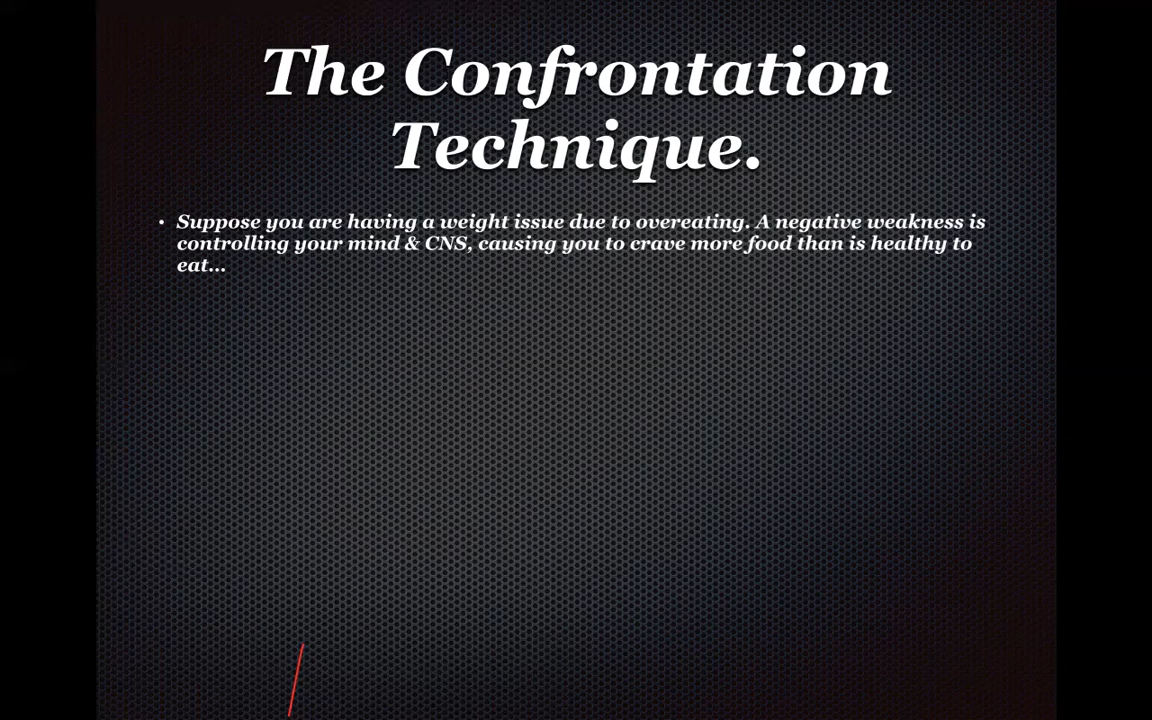 The Confrontation
Technique.
• Suppose you are having a weight issue due to overeating. A negative weakness is
controlling your mind & CNS, causing you to crave more food than is healthy to
eat...